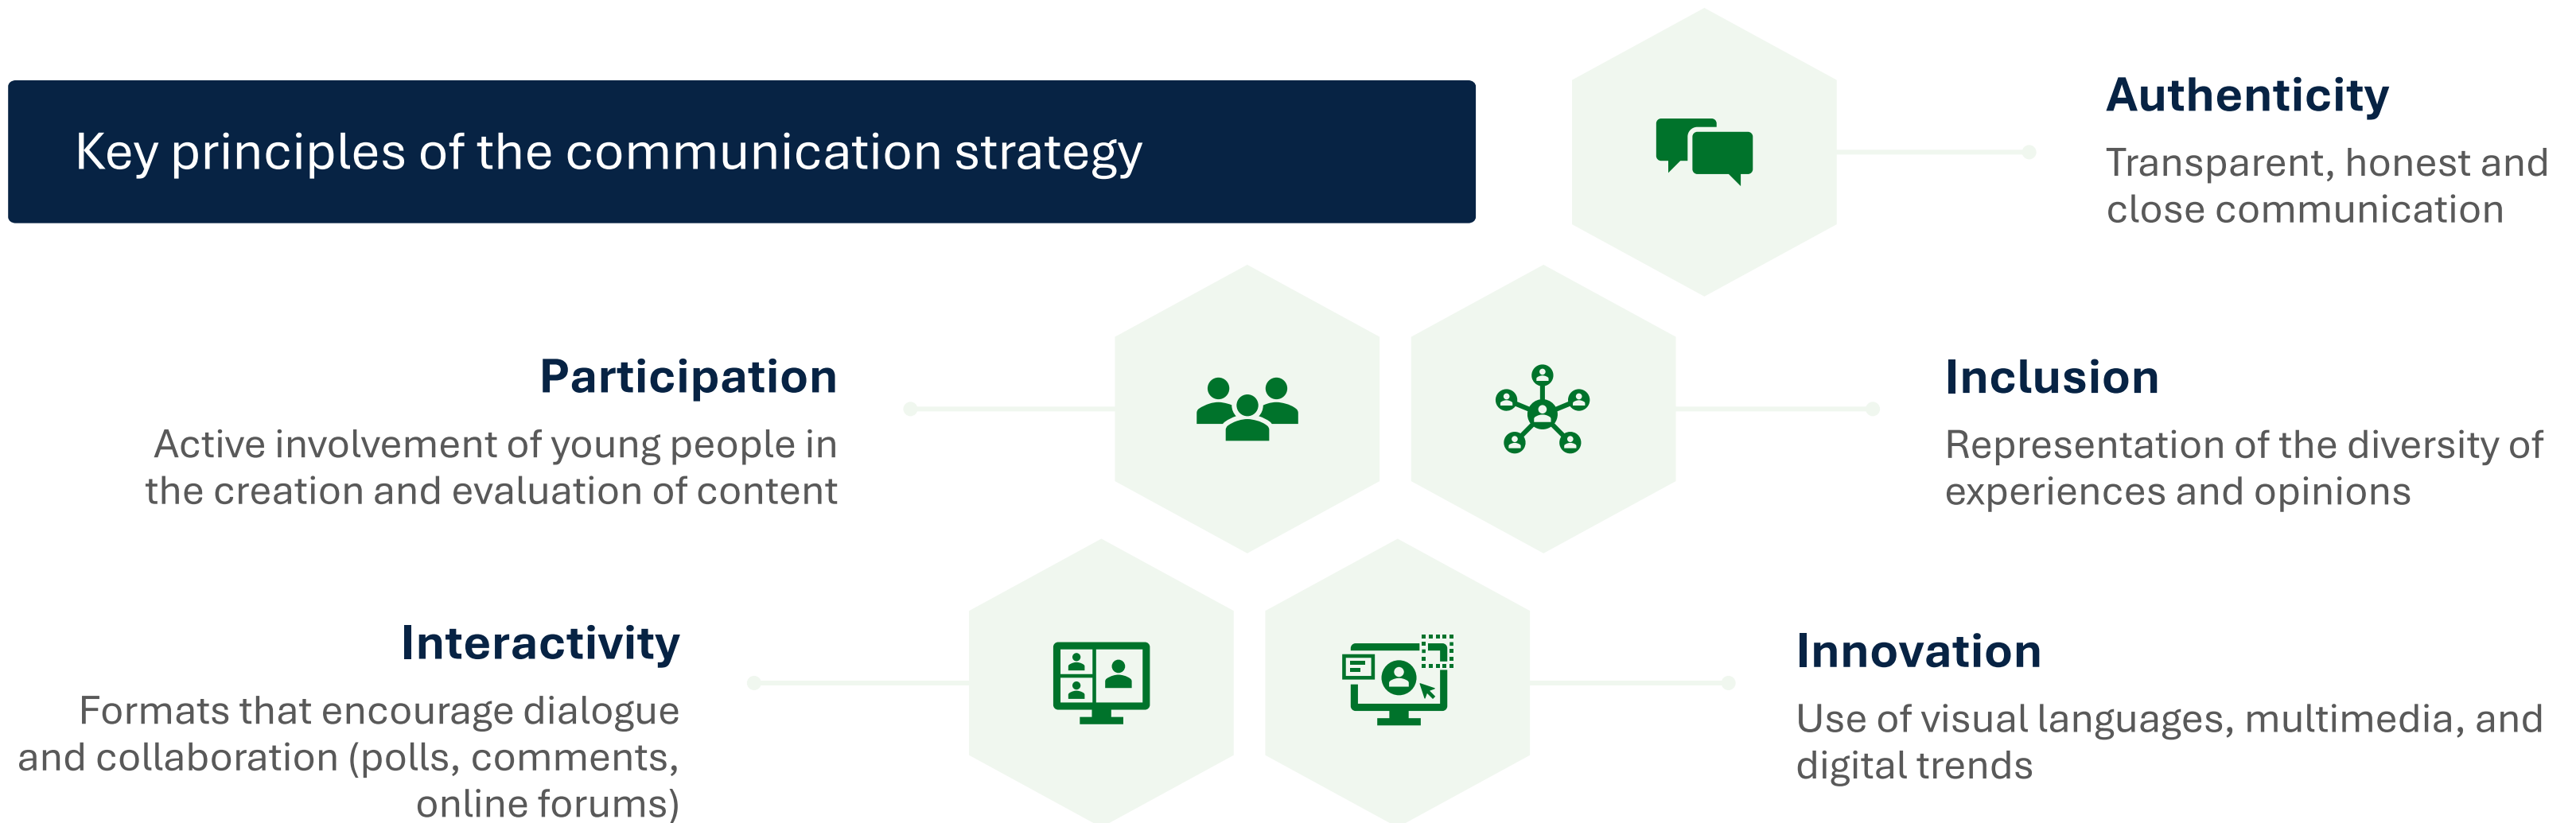 Key principles of the communication strategy
Authenticity
Transparent, honest and
close communication
Participation
Active involvement of young people in
the creation and evaluation of content
Inclusion
Representation of the diversity of
experiences and opinions
Interactivity
Formats that encourage dialogue
and collaboration (polls, comments,
online forums)
Innovation
Use of visual languages, multimedia, and
digital trends